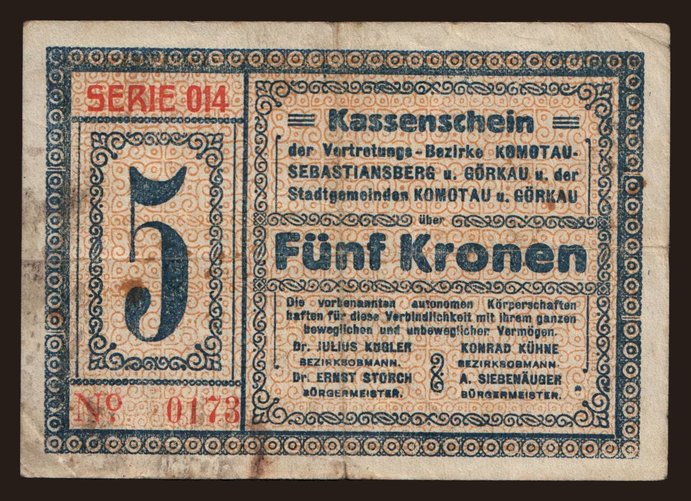 SERIE 014
5
No 0173
Kassenschein
der Vertretungs-Bezirke KOMOTAU-
SEBASTIANSBERG u. GÖRKAU u. der
Stadtgemeinden KOMOTAU u. GÖRKAU
über
Fünf Kronen
Die vorbenannten autonomen Körperschaften
haften für diese Verbindlichkeit mit ihrem ganzen
beweglichen und unbeweglicher Vermögen.
Dr. JULIUS KUGLER
BEZIRKSOBMANN.
Dr. ERNST STORCH
BÜRGERMEISTER.
KONRAD KÜHNE
BEZIRKSOBMANN.
A. SIEBENÄUGER
BÜRGERMEISTER.